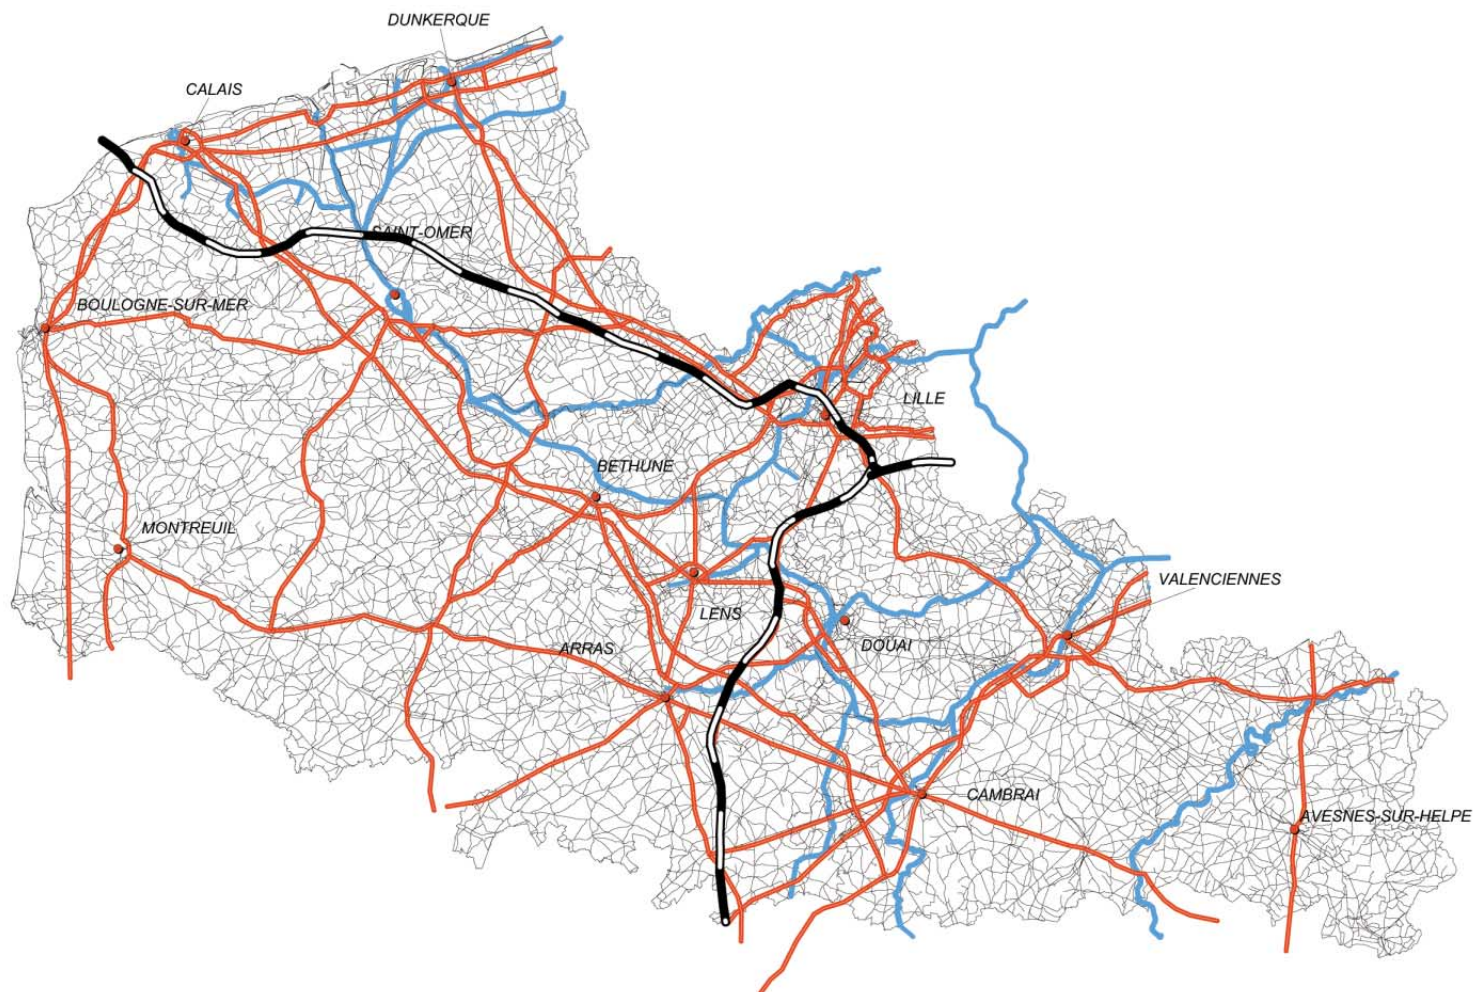 DUNKERQUE
CALAIS
SAINT-OMER
BOULOGNE-SUR-MER
LILLE
BETHUNE
MONTREUIL
VALENCIENNES
LENS
ARRAS
DOUAI
CAMBRAI
AVESNES-SUR-HELPE